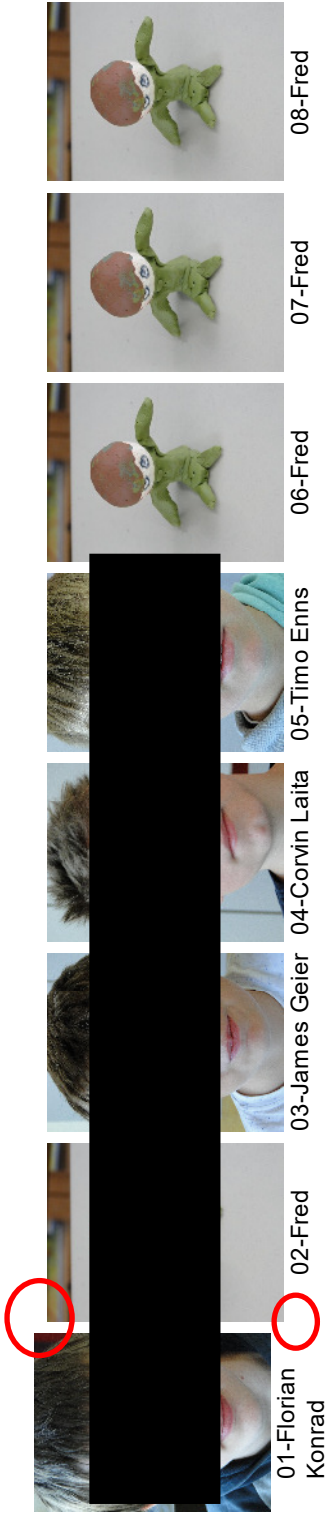 01-Florian
Konrad
02-Fred
03-James Geier
04-Corvin Laita
05-Timo Enns
06-Fred
07-Fred
08-Fred